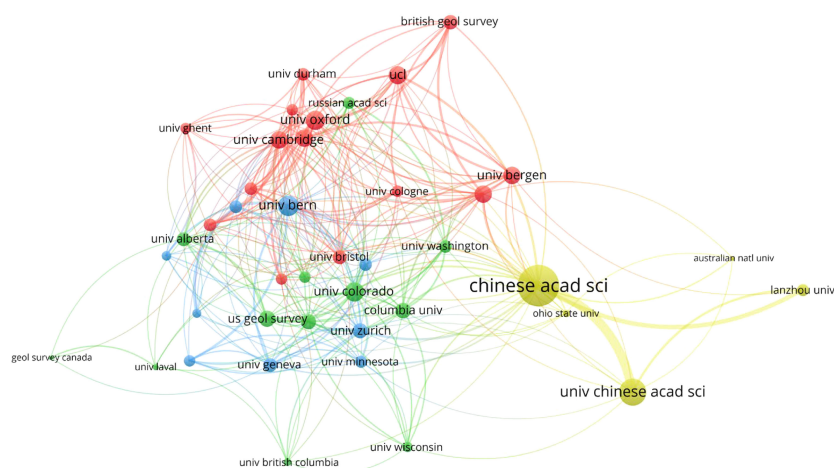 british geol survey
univ durham
ucl
russian acad sci
univ oxford
univ ghent
univ cambridge
univ bergen
univ cologne
univ bern
univ alberta
univ washington
univ bristol
australian natl univ
chinese acad sci
univ colorado
lanzhou univ
columbia univ
ohio state univ
us geol survey
univ zurich
geol survey canada
univ laval
univ geneva
univ minnesota
univ chinese acad sci
univ wisconsin
univ british columbia